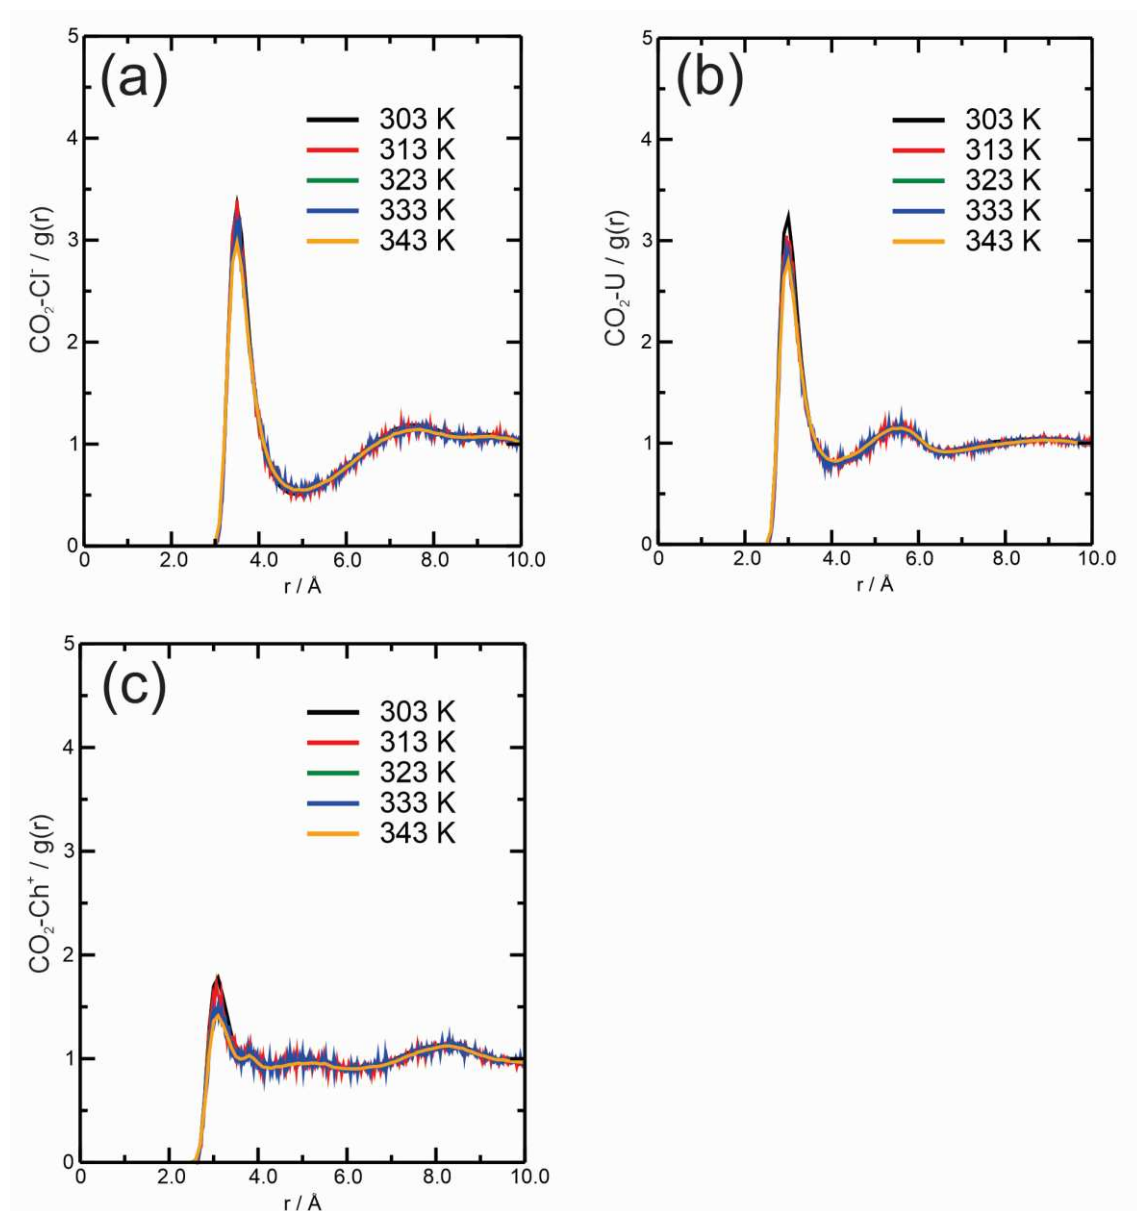 (a)
303 K
313 K
323 K
333 K
343 K
CO₂-Cl⁻ / g(r)
5
4
3
2
1
0
0 2.0 4.0 6.0 8.0 10.0
r / Å
(b)
303 K
313 K
323 K
333 K
343 K
CO₂-U / g(r)
5
4
3
2
1
0
0 2.0 4.0 6.0 8.0 10.0
r / Å
(c)
303 K
313 K
323 K
333 K
343 K
CO₂-Ch⁺ / g(r)
5
4
3
2
1
0
0 2.0 4.0 6.0 8.0 10.0
r / Å